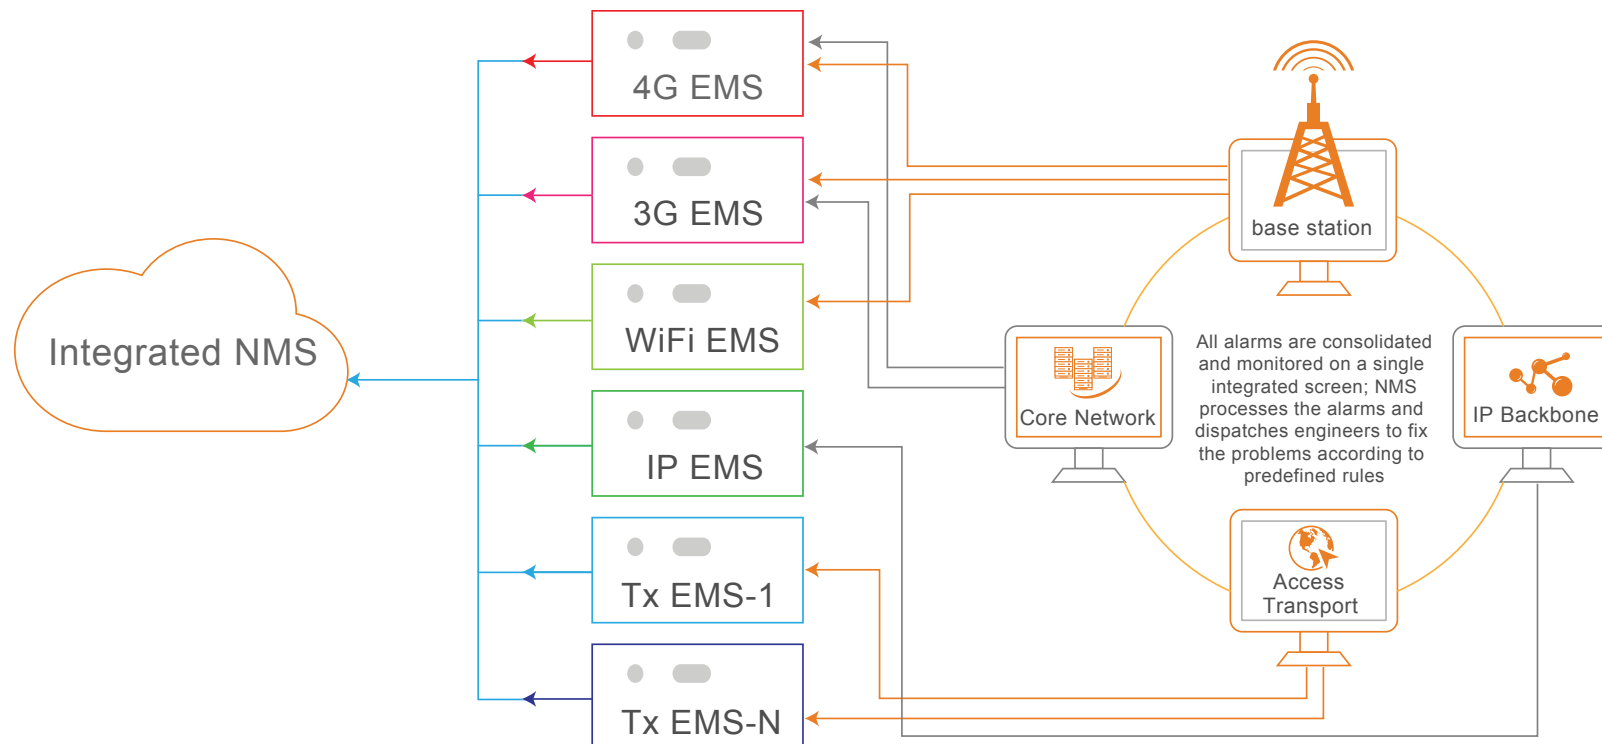 4G EMS
3G EMS
WiFi EMS
IP EMS
Tx EMS-1
Tx EMS-N
Integrated NMS
base station
Core Network
All alarms are consolidated
and monitored on a single
integrated screen; NMS
processes the alarms and
dispatches engineers to fix
the problems according to
predefined rules
IP Backbone
Access
Transport